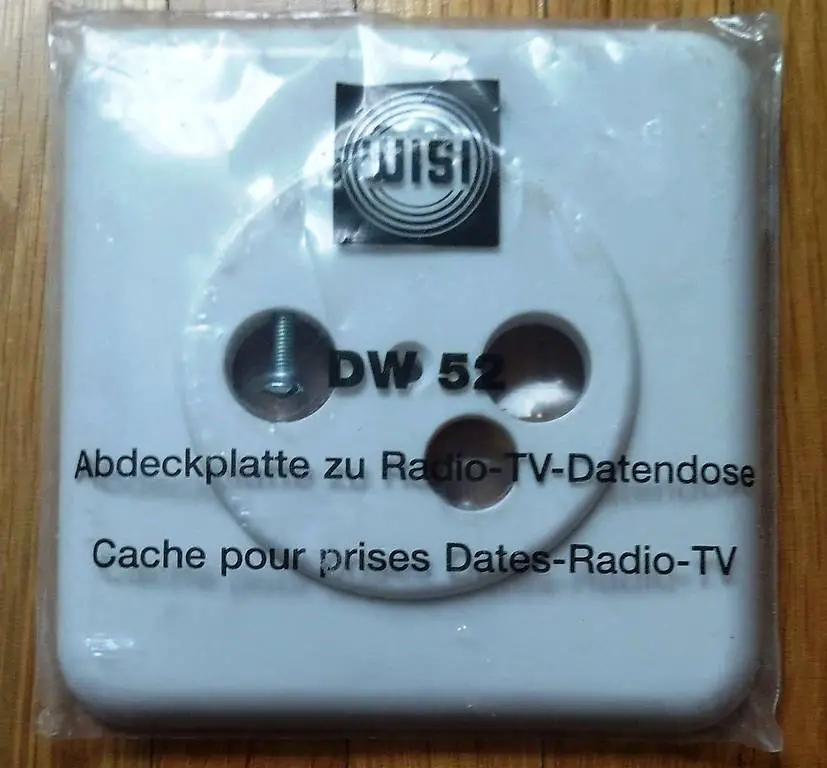 WISI
DW 52
Abdeckplatte zu Radio-TV-Datendose
Cache pour prises Dates-Radio-TV